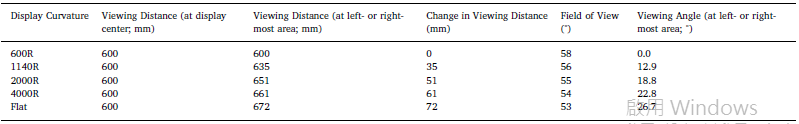 Display Curvature Viewing Distance (at display center; mm) Viewing Distance (at left- or right-most area; mm) Change in Viewing Distance (mm) Field of View (°) Viewing Angle (at left- or right-most area; °)
600R 600 600 0 58 0.0
1140R 600 635 35 56 12.9
2000R 600 651 51 55 18.8
4000R 600 661 61 54 22.8
Flat 600 672 72 53 26.7
啟用 Windows